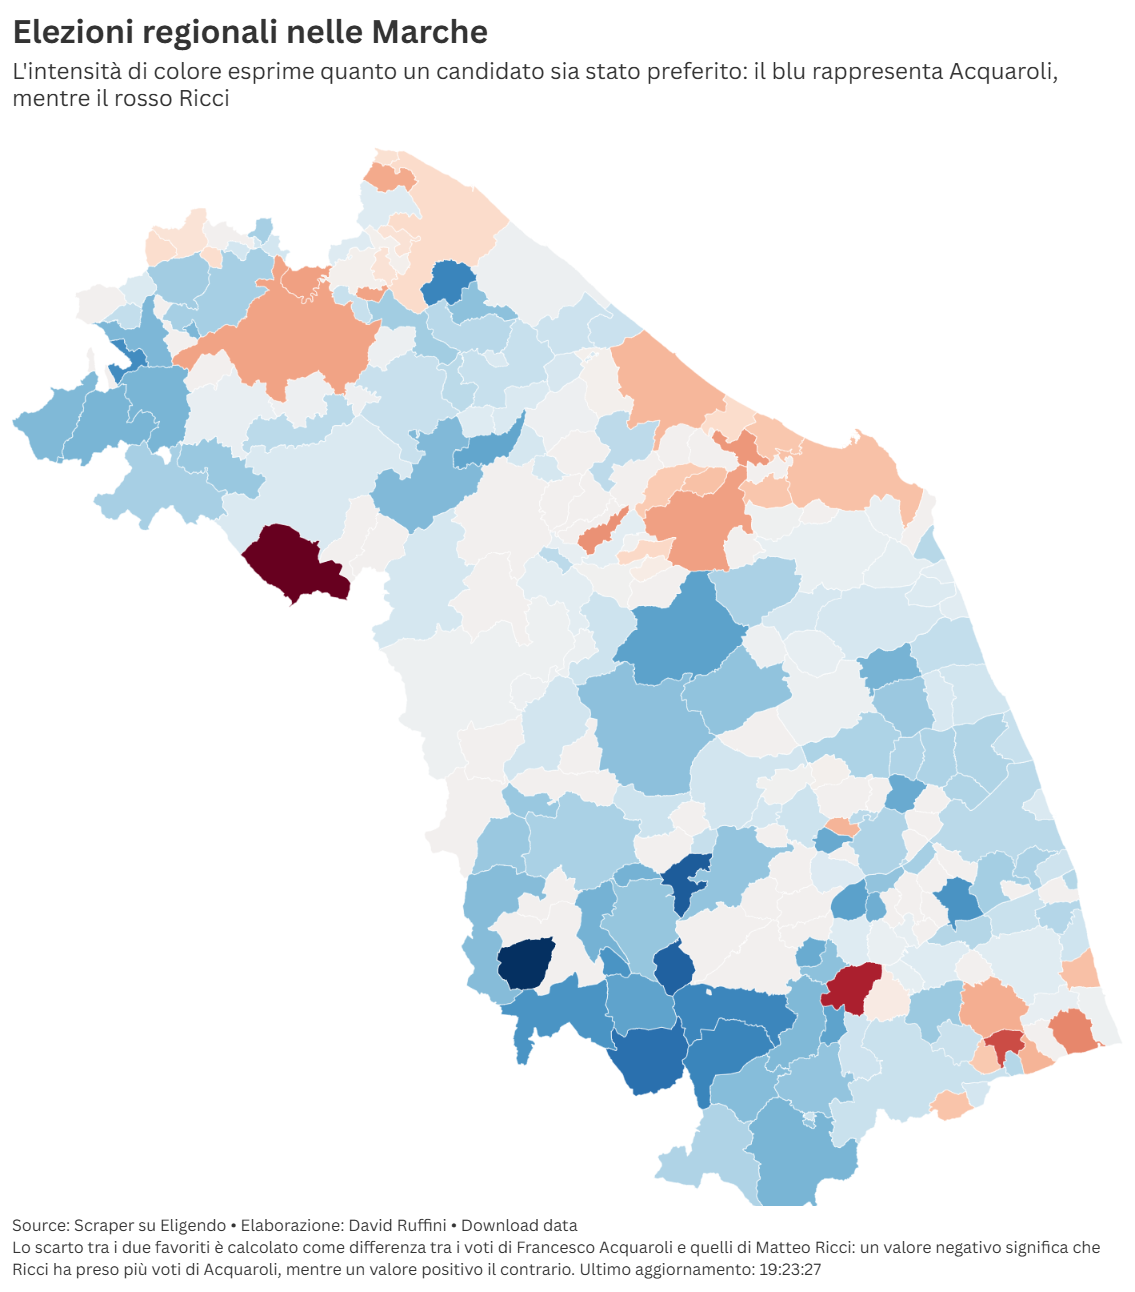 Elezioni regionali nelle Marche
L'intensità di colore esprime quanto un candidato sia stato preferito: il blu rappresenta Acquaroli,
mentre il rosso Ricci
Source: Scraper su Eligendo • Elaborazione: David Ruffini • Download data
Lo scarto tra i due favoriti è calcolato come differenza tra i voti di Francesco Acquaroli e quelli di Matteo Ricci: un valore negativo significa che
Ricci ha preso più voti di Acquaroli, mentre un valore positivo il contrario. Ultimo aggiornamento: 19:23:27